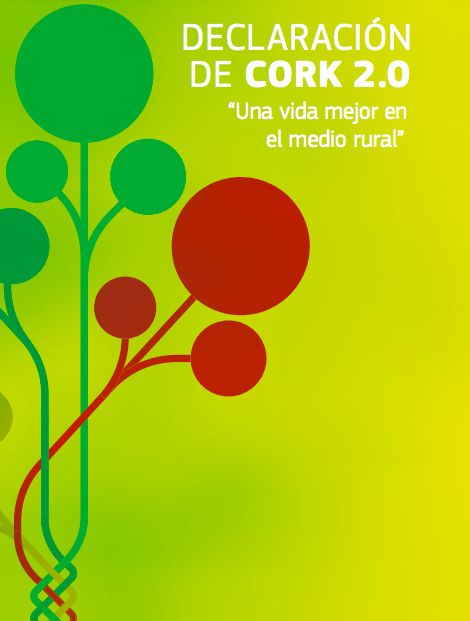 DECLARACIÓN
DE CORK 2.0
“Una vida mejor en
el medio rural”